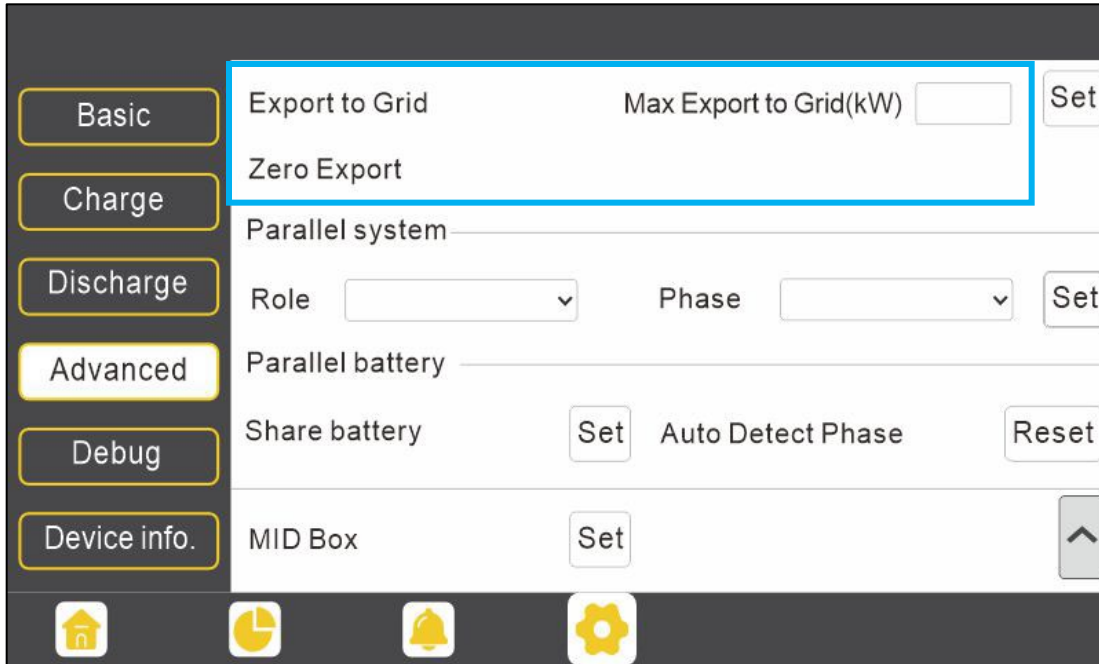 Basic
Charge
Discharge
Advanced
Debug
Device info.
Export to Grid Max Export to Grid(kW) Set
Zero Export
Parallel system
Role Phase Set
Parallel battery
Share battery Set Auto Detect Phase Reset
MID Box Set